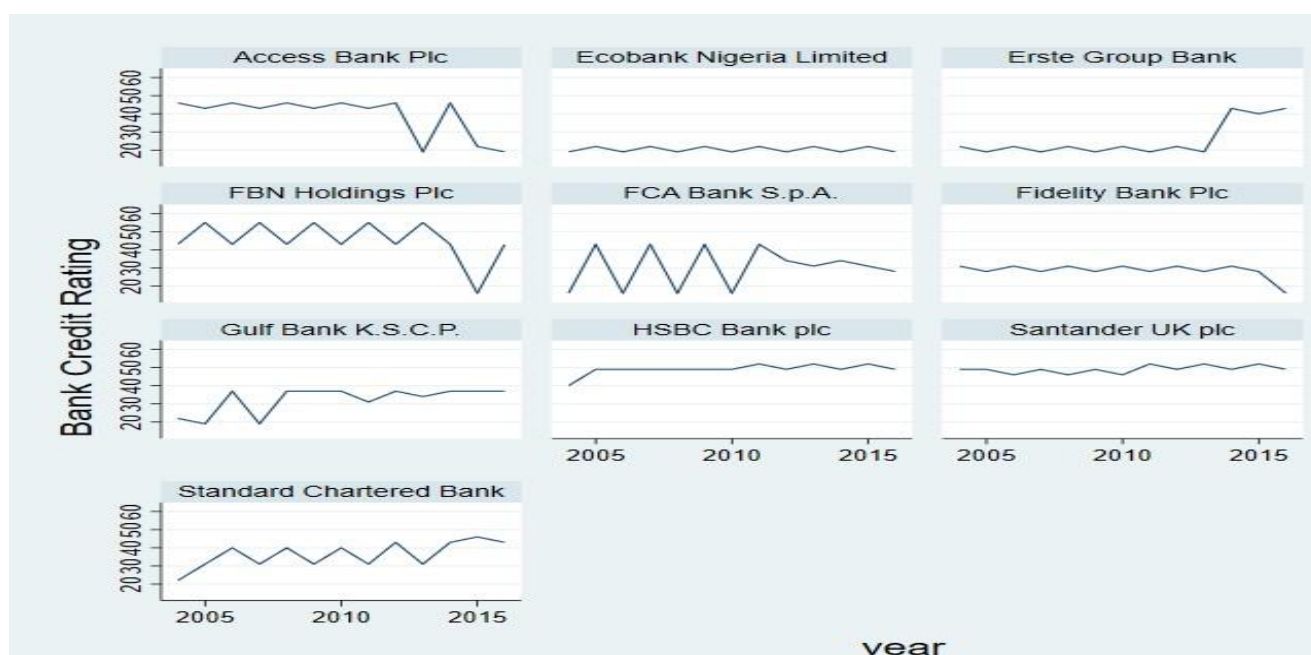 Access Bank Plc
Ecobank Nigeria Limited
Erste Group Bank
2030405060
FBN Holdings Plc
FCA Bank S.p.A.
Fidelity Bank Plc
2030405060
Gulf Bank K.S.C.P.
HSBC Bank plc
Santander UK plc
2030405060
2005 2010 2015
2005 2010 2015
Standard Chartered Bank
2030405060
2005 2010 2015
Bank Credit Rating
year